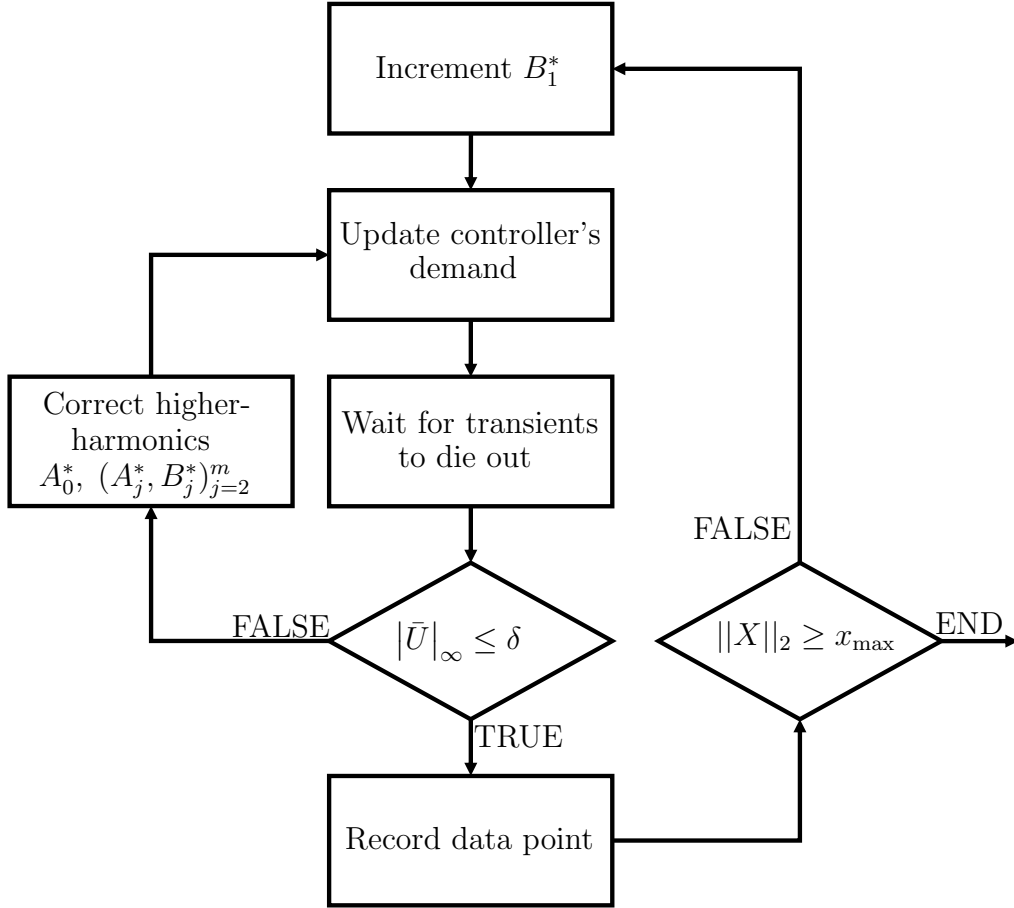 Increment $B_1^*$
Update controller's
demand
Wait for transients
to die out
Correct higher-
harmonics
$A_0^*,\ (A_j^*, B_j^*)_{j=2}^m$
FALSE
$|\bar{U}|_\infty \leq \delta$
TRUE
Record data point
FALSE
$||X||_2 \geq x_{\max}$
END